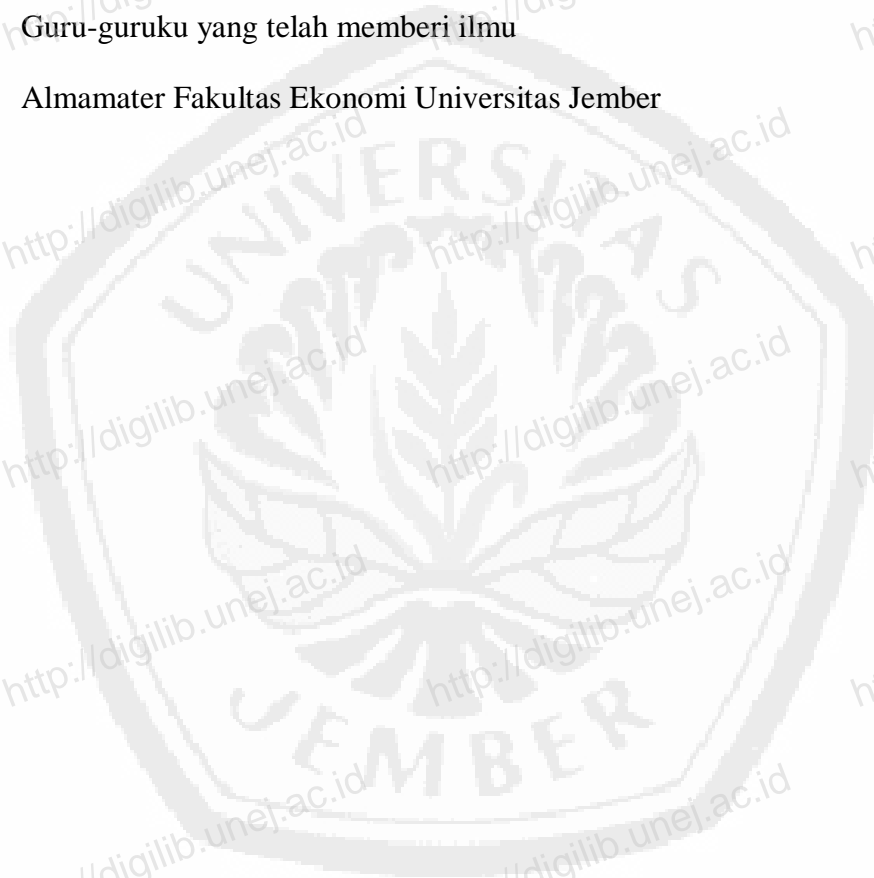 Guru-guruku yang telah memberi ilmu
Almamater Fakultas Ekonomi Universitas Jember
UNIVERSITAS
JEMBER
http://digilib.unej.ac.id
http://digilib.unej.ac.id
http://digilib.unej.ac.id
http://digilib.unej.ac.id
http://digilib.unej.ac.id
http://digilib.unej.ac.id
//digilib.unej.ac.id
//digilib.unej.ac.id